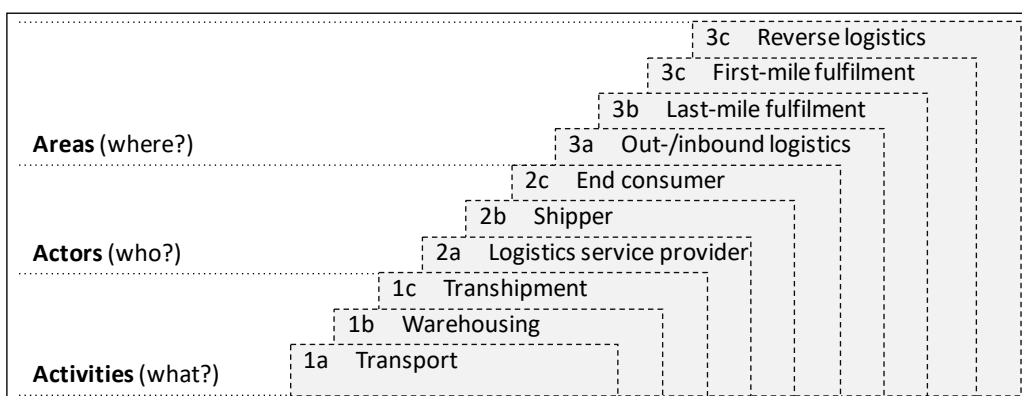 3c Reverse logistics
3c First-mile fulfilment
3b Last-mile fulfilment
Areas (where?)
3a Out-/inbound logistics
2c End consumer
2b Shipper
Actors (who?)
2a Logistics service provider
1c Transhipment
1b Warehousing
1a Transport
Activities (what?)